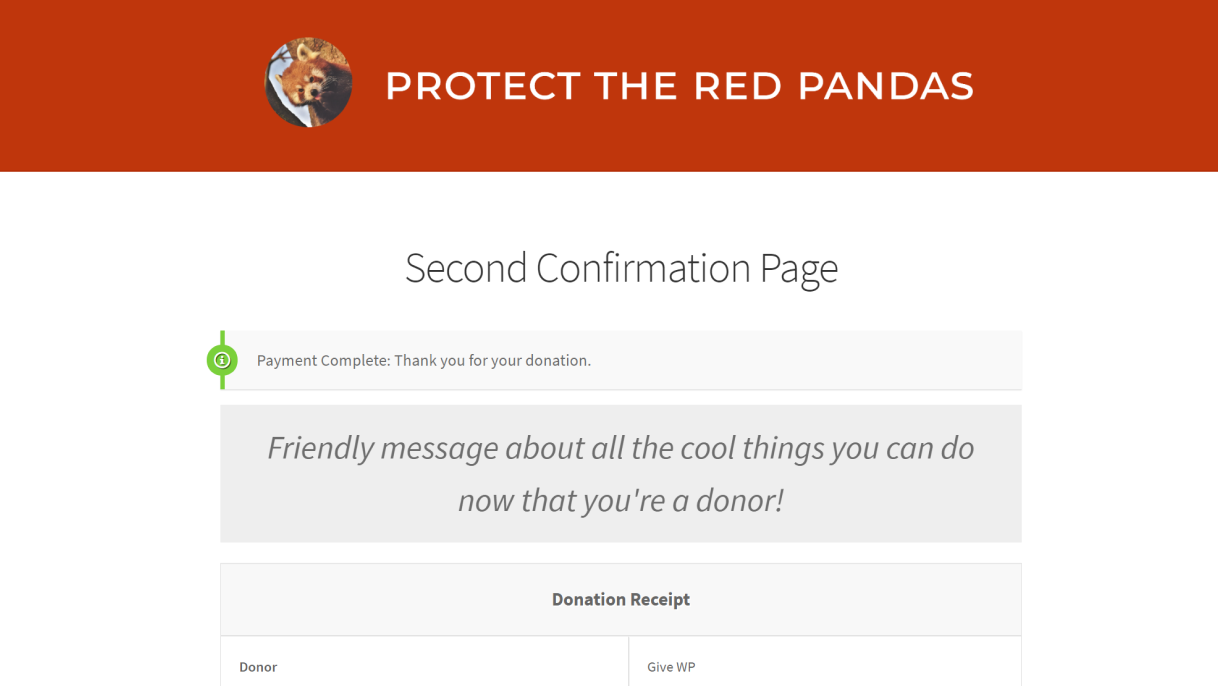 PROTECT THE RED PANDAS
Second Confirmation Page
Payment Complete: Thank you for your donation.
Friendly message about all the cool things you can do
now that you're a donor!
Donation Receipt
Donor
Give WP